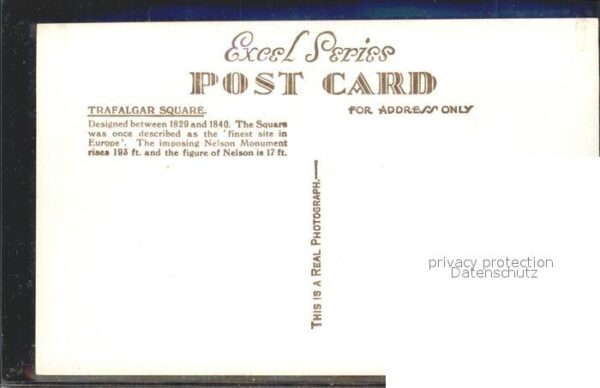 Excel Series
POST CARD
TRAFALGAR SQUARE.
FOR ADDRESS ONLY
Designed between 1829 and 1840. The Square
was once described as the 'finest site in
Europe'. The imposing Nelson Monument
rises 193 ft. and the figure of Nelson is 17 ft.
THIS IS A REAL PHOTOGRAPH.—
privacy protection
Datenschutz